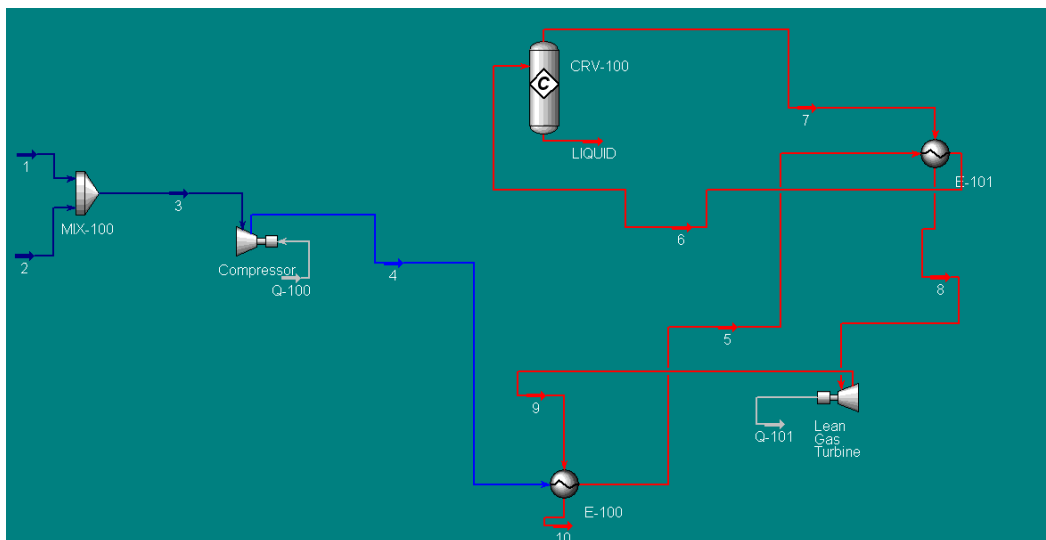 CRV-100
C
7
LIQUID
1
E-101
3
MIX-100
6
2
Compressor
4
Q-100
8
5
9
Q-101
Lean
Gas
Turbine
E-100
10